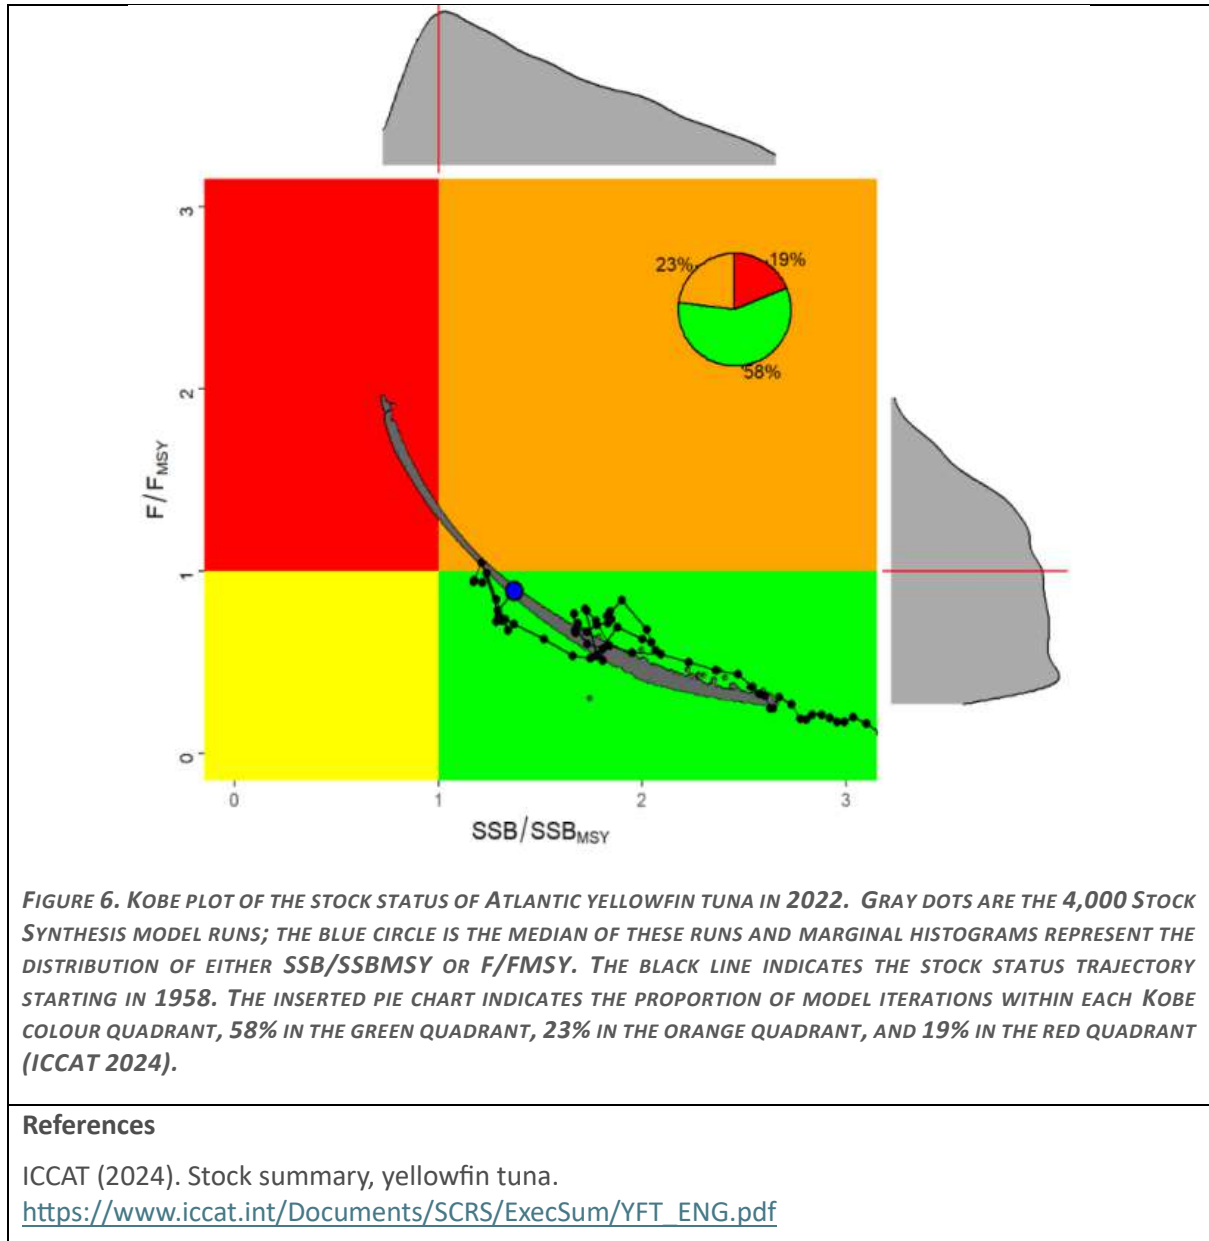 23%
19%
58%
3
2
1
0
F/FMSY
0
1
2
3
SSB/SSBMSY
FIGURE 6. KOBE PLOT OF THE STOCK STATUS OF ATLANTIC YELLOWFIN TUNA IN 2022. GRAY DOTS ARE THE 4,000 STOCK
SYNTHESIS MODEL RUNS; THE BLUE CIRCLE IS THE MEDIAN OF THESE RUNS AND MARGINAL HISTOGRAMS REPRESENT THE
DISTRIBUTION OF EITHER SSB/SSBMSY OR F/FMSY. THE BLACK LINE INDICATES THE STOCK STATUS TRAJECTORY
STARTING IN 1958. THE INSERTED PIE CHART INDICATES THE PROPORTION OF MODEL ITERATIONS WITHIN EACH KOBE
COLOUR QUADRANT, 58% IN THE GREEN QUADRANT, 23% IN THE ORANGE QUADRANT, AND 19% IN THE RED QUADRANT
(ICCAT 2024).
References
ICCAT (2024). Stock summary, yellowfin tuna.
https://www.iccat.int/Documents/SCRS/ExecSum/YFT_ENG.pdf